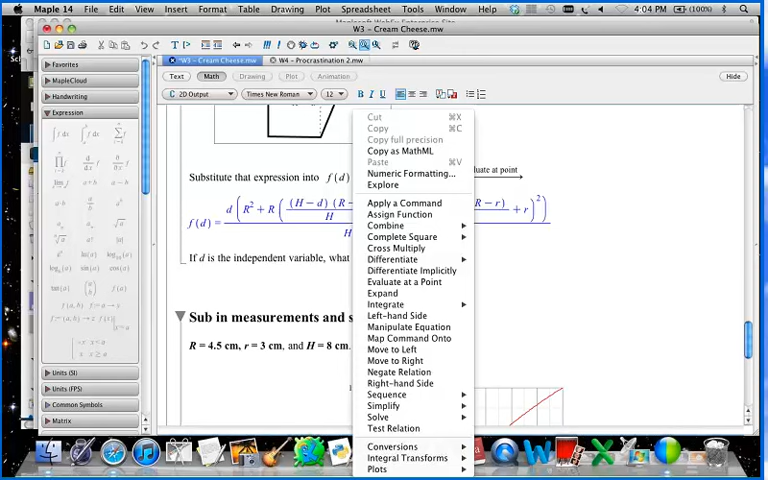 Maple 14 File Edit View Insert Format Table Drawing Plot Spreadsheet Tools Window Help 4:04 PM (100%)
W3 – Cream Cheese.mw
*W3 – Cream Cheese.mw W4 – Procrastination 2.mw
Text Math Drawing Plot Animation Hide
2D Output Times New Roman 12 B I U
Favorites
MapleCloud
Handwriting
Expression
Units (SI)
Units (FPS)
Common Symbols
Matrix
Cut ⌘X
Copy ⌘C
Copy full precision
Copy as MathML
Paste ⌘V
Numeric Formatting...
Explore
Apply a Command
Assign Function
Combine
Complete Square
Cross Multiply
Differentiate
Differentiate Implicitly
Evaluate at a Point
Expand
Integrate
Left-hand Side
Manipulate Equation
Map Command Onto
Move to Left
Move to Right
Negate Relation
Right-hand Side
Sequence
Simplify
Solve
Test Relation
Conversions
Integral Transforms
Plots
Substitute that expression into f(d)
uate at point
f(d) = d(R² + R((H – d) (R –
H
R – r) + r)²)
H
If d is the independent variable, what
Sub in measurements and s
R = 4.5 cm, r = 3 cm, and H = 8 cm.